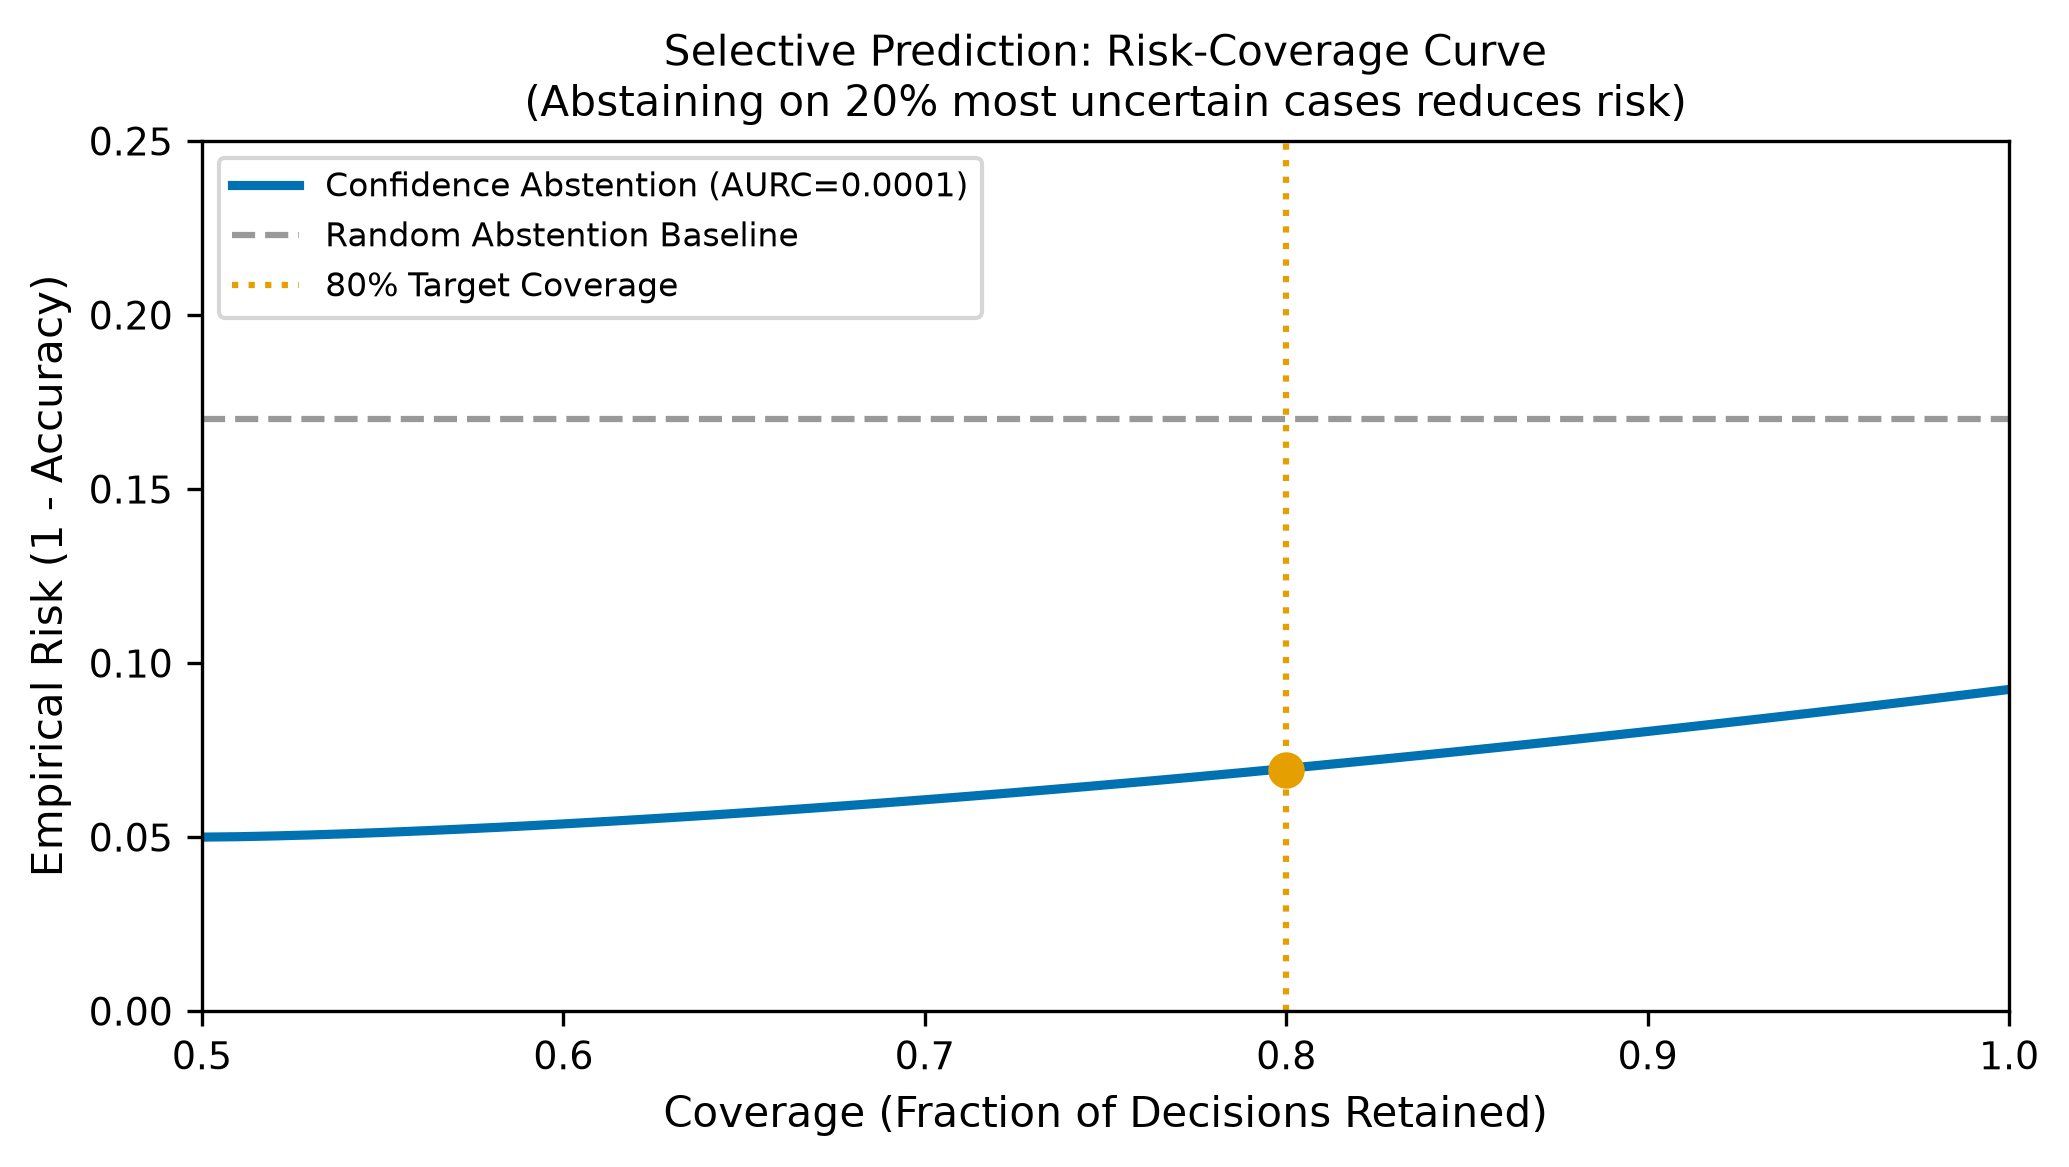 Selective Prediction: Risk-Coverage Curve
(Abstaining on 20% most uncertain cases reduces risk)
Confidence Abstention (AURC=0.0001)
Random Abstention Baseline
80% Target Coverage
Empirical Risk (1 - Accuracy)
0.25
0.20
0.15
0.10
0.05
0.00
0.5 0.6 0.7 0.8 0.9 1.0
Coverage (Fraction of Decisions Retained)